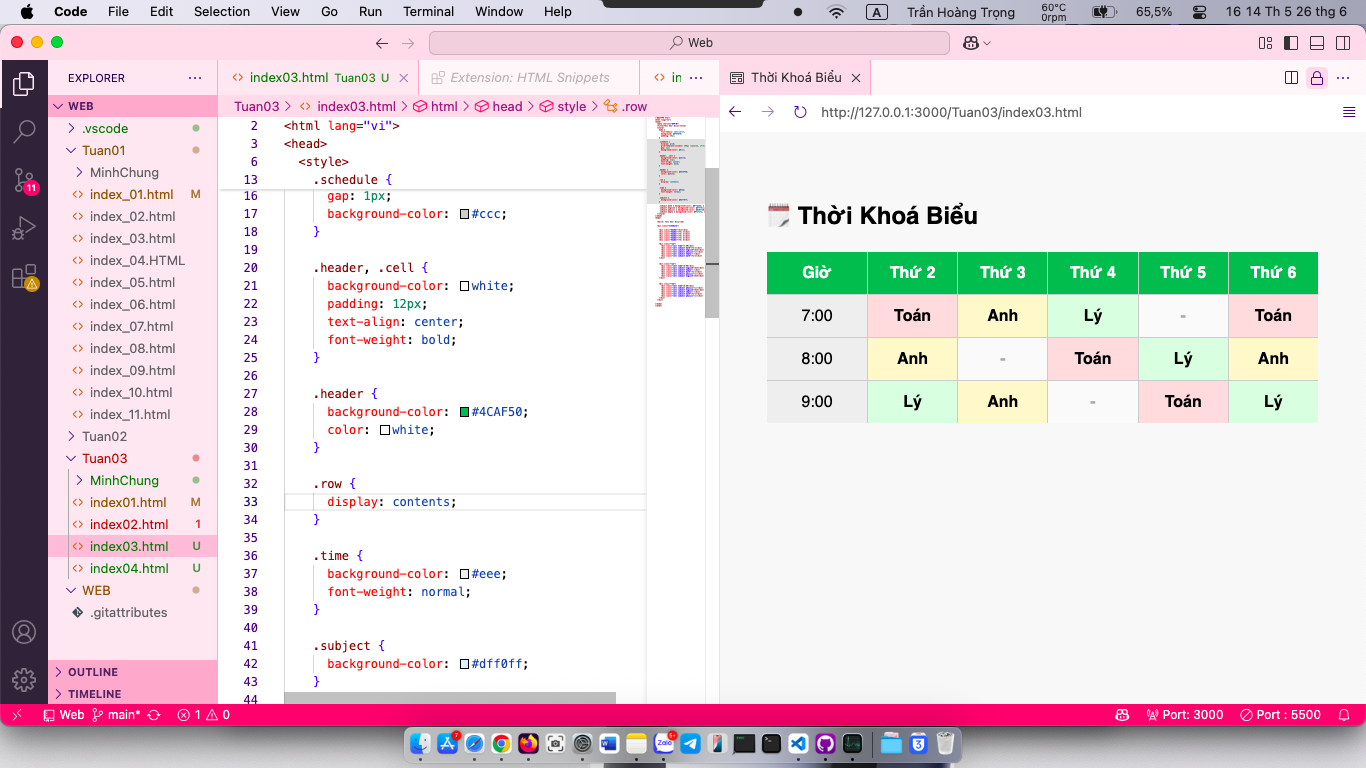 Code File Edit Selection View Go Run Terminal Window Help
A Trần Hoàng Trọng 60°C 0rpm 65,5% 16 14 Th 5 26 thg 6
Web
EXPLORER
index03.html Tuan03 U
Extension: HTML Snippets
Thời Khoá Biểu
WEB
Tuan03 > index03.html > html > head > style > .row
http://127.0.0.1:3000/Tuan03/index03.html
.vscode
Tuan01
MinhChung
index_01.html M
index_02.html
index_03.html
index_04.HTML
index_05.html
index_06.html
index_07.html
index_08.html
index_09.html
index_10.html
index_11.html
Tuan02
Tuan03
MinhChung
index01.html M
index02.html 1
index03.html U
index04.html U
WEB
.gitattributes
OUTLINE
TIMELINE
11
2 <html lang="vi">
3 <head>
6 <style>
13 .schedule {
16 gap: 1px;
17 background-color: #ccc;
18 }
19
20 .header, .cell {
21 background-color: white;
22 padding: 12px;
23 text-align: center;
24 font-weight: bold;
25 }
26
27 .header {
28 background-color: #4CAF50;
29 color: white;
30 }
31
32 .row {
33 display: contents;
34 }
35
36 .time {
37 background-color: #eee;
38 font-weight: normal;
39 }
40
41 .subject {
42 background-color: #dff0ff;
43 }
44
Thời Khoá Biểu
Giờ Thứ 2 Thứ 3 Thứ 4 Thứ 5 Thứ 6
7:00 Toán Anh Lý - Toán
8:00 Anh - Toán Lý Anh
9:00 Lý Anh - Toán Lý
Web main* 1 0
Port: 3000 Port : 5500